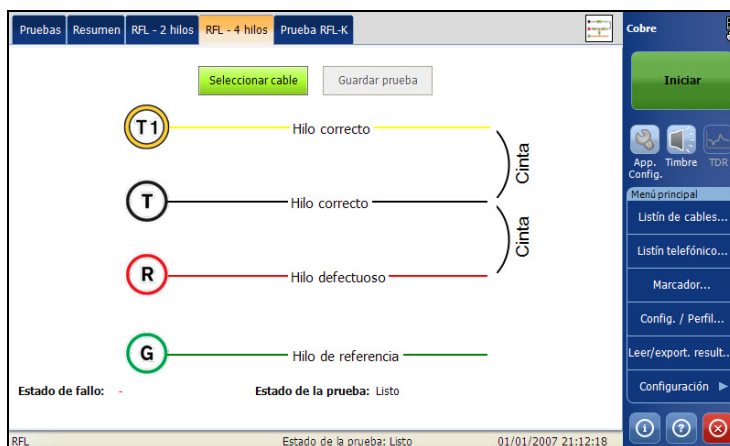 Pruebas Resumen RFL - 2 hilos RFL - 4 hilos Prueba RFL-K
Seleccionar cable Guardar prueba
T1 Hilo correcto
Cinta
T Hilo correcto
Cinta
R Hilo defectuoso
G Hilo de referencia
Estado de fallo: - Estado de la prueba: Listo
RFL Estado de la prueba: Listo 01/01/2007 21:12:18
Cobre
Iniciar
App. Config. Timbre TDR
Menú principal
Listín de cables...
Listín telefónico...
Marcador...
Config. / Perfil...
Leer/export. result...
Configuración